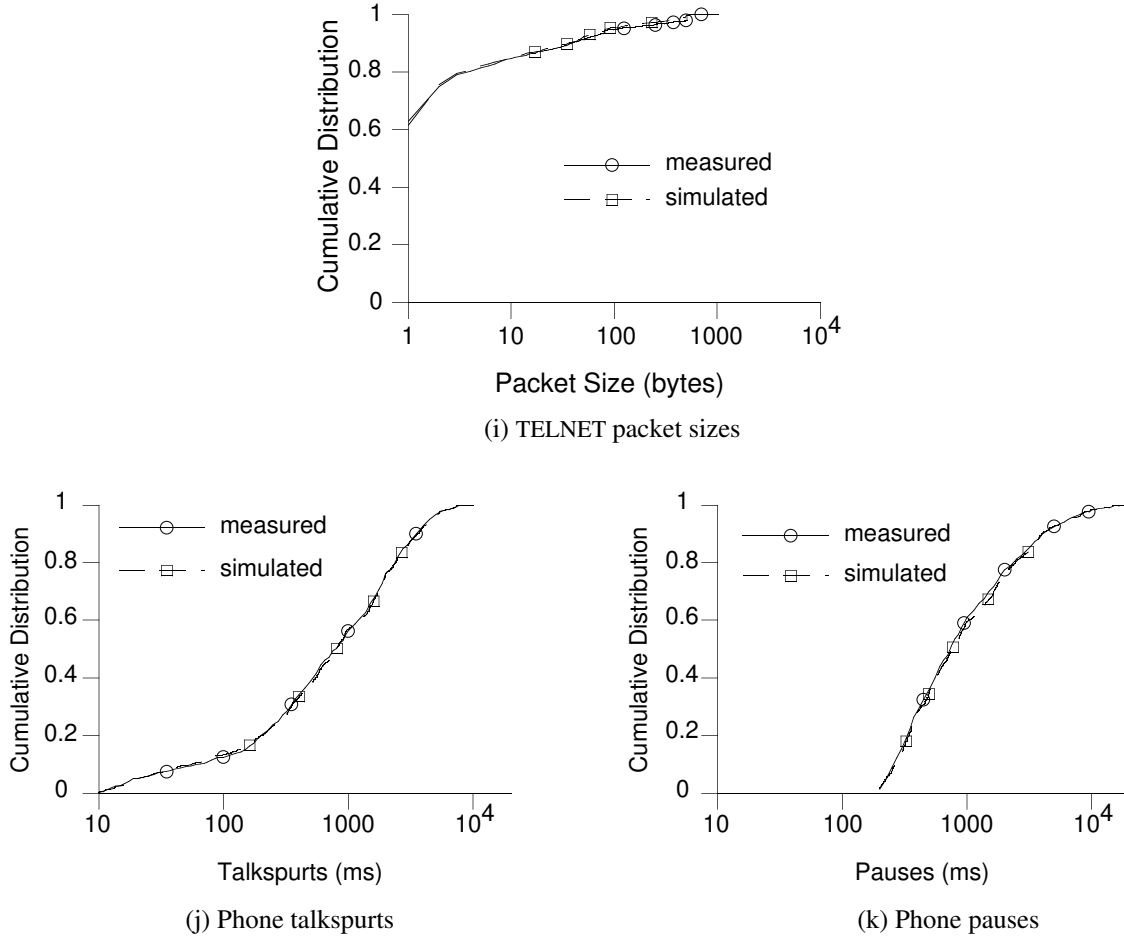 1
0.8
0.6
0.4
0.2
0
Cumulative Distribution
measured
simulated
1
10
100
1000
10^4
Packet Size (bytes)
(i) TELNET packet sizes
1
0.8
0.6
0.4
0.2
0
Cumulative Distribution
measured
simulated
10
100
1000
10^4
Talkspurts (ms)
(j) Phone talkspurts
1
0.8
0.6
0.4
0.2
0
Cumulative Distribution
measured
simulated
10
100
1000
10^4
Pauses (ms)
(k) Phone pauses